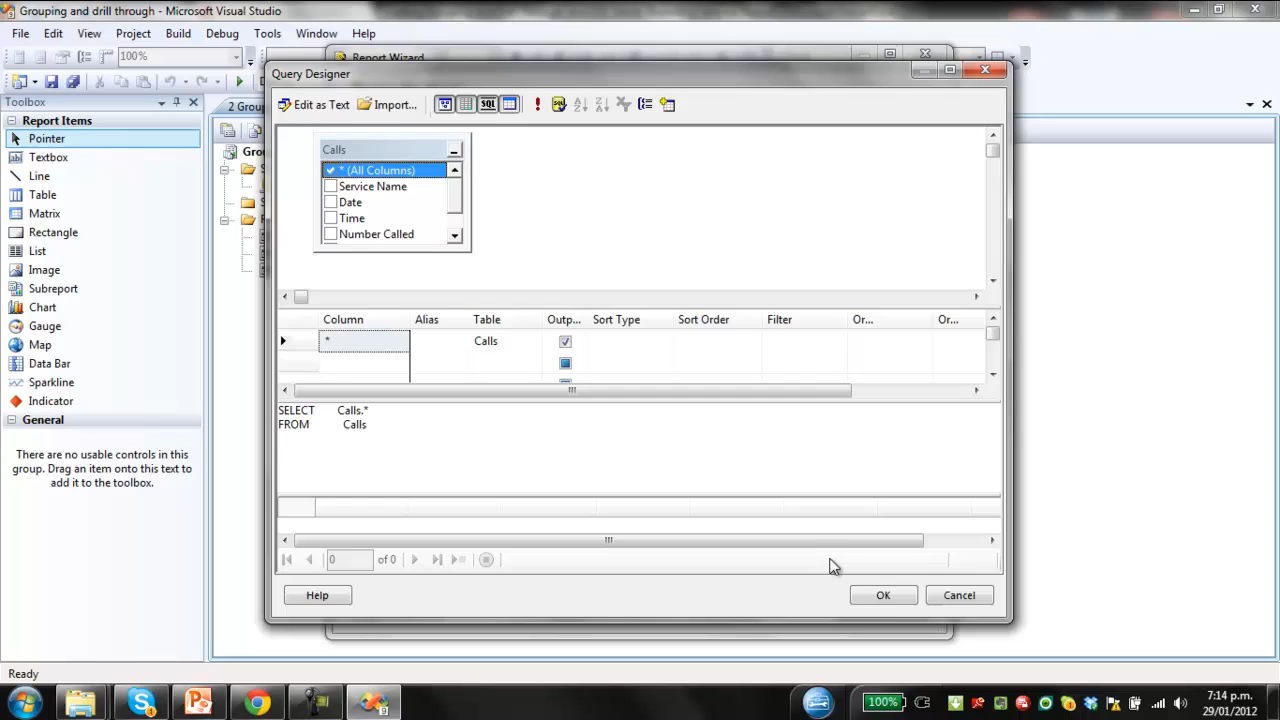 Grouping and drill through - Microsoft Visual Studio
File Edit View Project Build Debug Tools Window Help
100%
Report Wizard
Query Designer
Toolbox
Edit as Text Import...
SQL
2 Group
Report Items
Pointer
Textbox
Line
Table
Matrix
Rectangle
List
Image
Subreport
Chart
Gauge
Map
Data Bar
Sparkline
Indicator
General
There are no usable controls in this
group. Drag an item onto this text to
add it to the toolbox.
Calls
* (All Columns)
Service Name
Date
Time
Number Called
Column Alias Table Outp... Sort Type Sort Order Filter Or... Or...
* Calls
SELECT Calls.*
FROM Calls
0 of 0
Help OK Cancel
Ready
100% 7:14 p.m.
29/01/2012